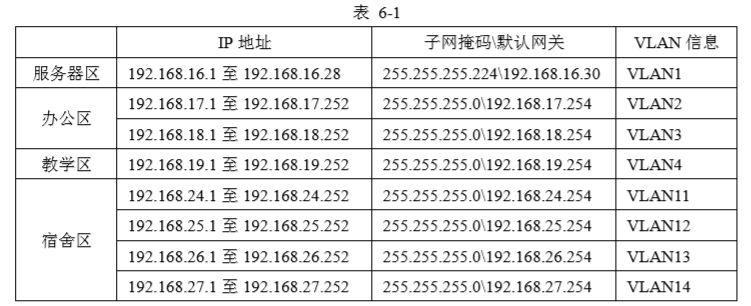 表 6-1
IP 地址 子网掩码\默认网关 VLAN 信息
服务器区 192.168.16.1 至 192.168.16.28 255.255.255.224\192.168.16.30 VLAN1
办公区 192.168.17.1 至 192.168.17.252 255.255.255.0\192.168.17.254 VLAN2
192.168.18.1 至 192.168.18.252 255.255.255.0\192.168.18.254 VLAN3
教学区 192.168.19.1 至 192.168.19.252 255.255.255.0\192.168.19.254 VLAN4
宿舍区 192.168.24.1 至 192.168.24.252 255.255.255.0\192.168.24.254 VLAN11
192.168.25.1 至 192.168.25.252 255.255.255.0\192.168.25.254 VLAN12
192.168.26.1 至 192.168.26.252 255.255.255.0\192.168.26.254 VLAN13
192.168.27.1 至 192.168.27.252 255.255.255.0\192.168.27.254 VLAN14